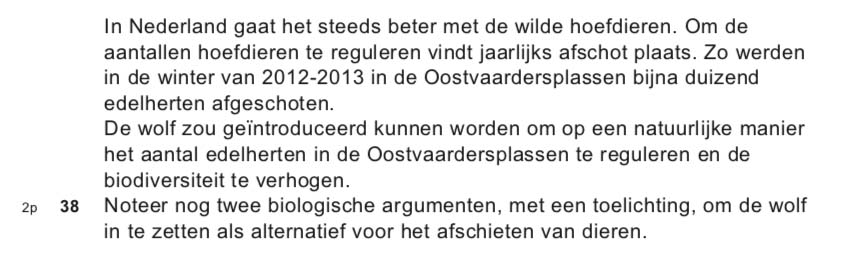 In Nederland gaat het steeds beter met de wilde hoefdieren. Om de
aantallen hoefdieren te reguleren vindt jaarlijks afschot plaats. Zo werden
in de winter van 2012-2013 in de Oostvaardersplassen bijna duizend
edelherten afgeschoten.
De wolf zou geïntroduceerd kunnen worden om op een natuurlijke manier
het aantal edelherten in de Oostvaardersplassen te reguleren en de
biodiversiteit te verhogen.
2p 38 Noteer nog twee biologische argumenten, met een toelichting, om de wolf
in te zetten als alternatief voor het afschieten van dieren.